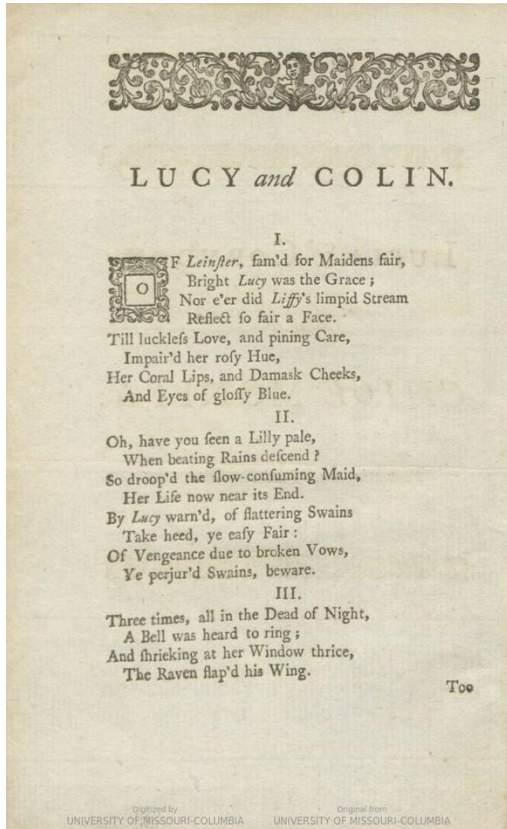 LUCY and COLIN.
I.
OF Leinſter, fam'd for Maidens fair,
Bright Lucy was the Grace;
Nor e'er did Liffy's limpid Stream
Reflect ſo fair a Face.
Till luckleſs Love, and pining Care,
Impair'd her roſy Hue,
Her Coral Lips, and Damask Cheeks,
And Eyes of gloſſy Blue.
II.
Oh, have you ſeen a Lilly pale,
When beating Rains deſcend?
So droop'd the ſlow-conſuming Maid,
Her Life now near its End.
By Lucy warn'd, of flattering Swains
Take heed, ye eaſy Fair:
Of Vengeance due to broken Vows,
Ye perjur'd Swains, beware.
III.
Three times, all in the Dead of Night,
A Bell was heard to ring;
And ſhrieking at her Window thrice,
The Raven flap'd his Wing.
Too
Digitized by
UNIVERSITY OF MISSOURI-COLUMBIA
Original from
UNIVERSITY OF MISSOURI-COLUMBIA